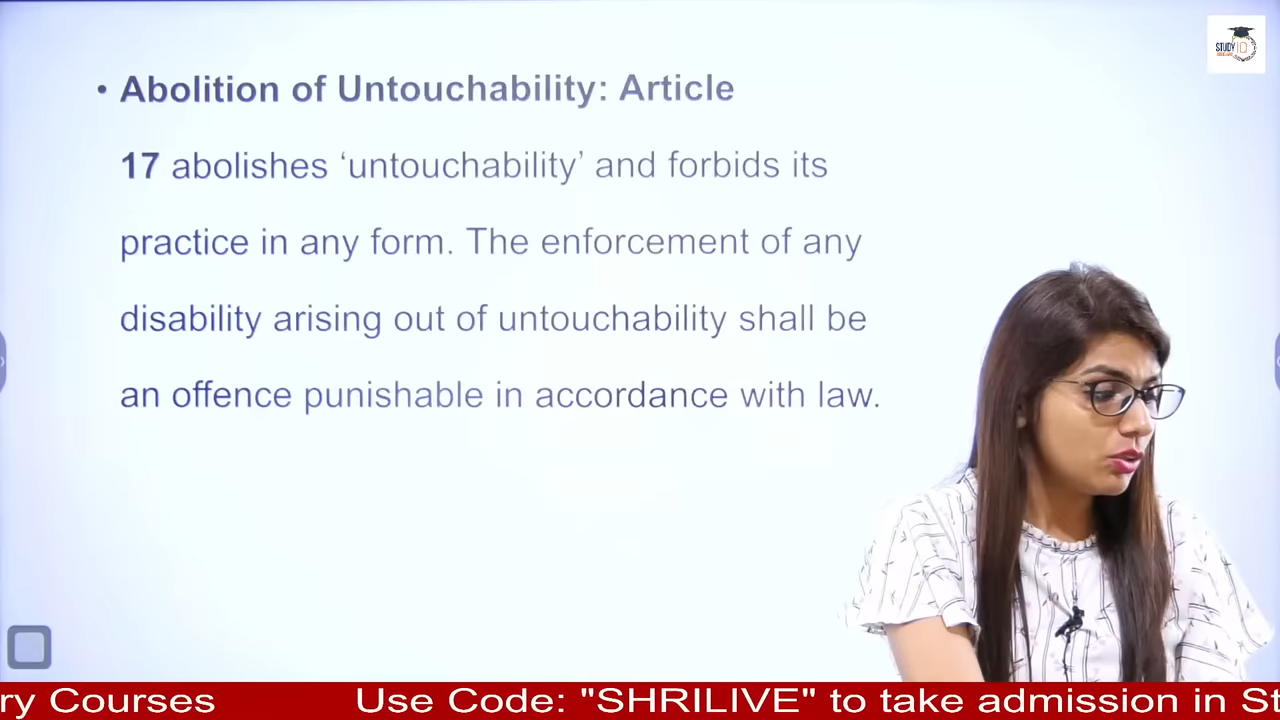 STUDY IQ
• Abolition of Untouchability: Article
17 abolishes ‘untouchability’ and forbids its
practice in any form. The enforcement of any
disability arising out of untouchability shall be
an offence punishable in accordance with law.
ry Courses Use Code: "SHRILIVE" to take admission in St